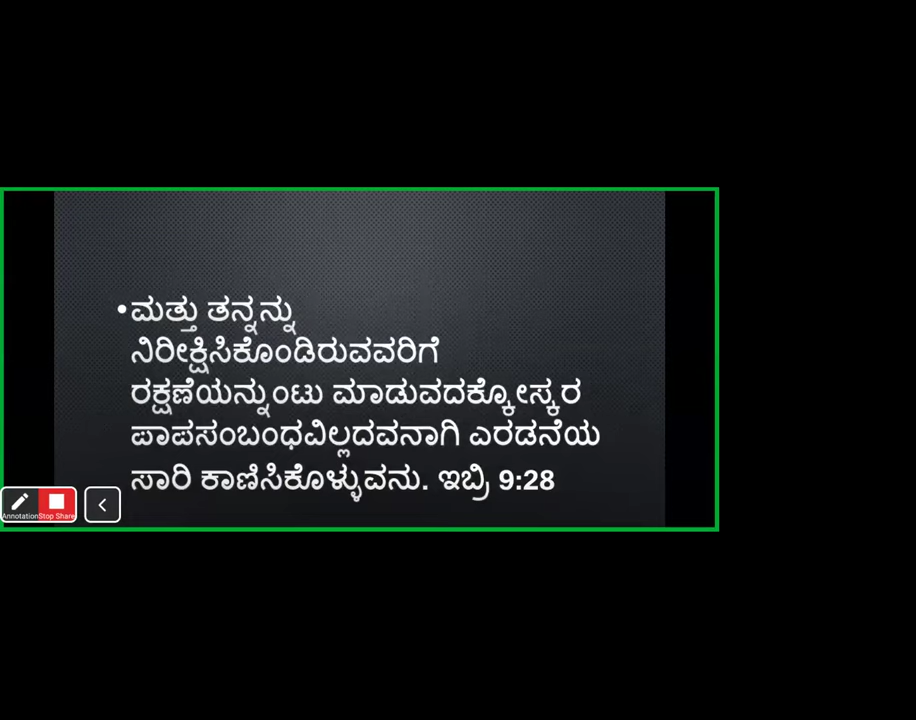 •ಮತ್ತು ತನ್ನನ್ನು
ನಿರೀಕ್ಷಿಸಿಕೊಂಡಿರುವವರಿಗೆ
ರಕ್ಷಣೆಯನ್ನುಂಟು ಮಾಡುವದಕ್ಕೋಸ್ಕರ
ಪಾಪಸಂಬಂಧವಿಲ್ಲದವನಾಗಿ ಎರಡನೆಯ
ಸಾರಿ ಕಾಣಿಸಿಕೊಳ್ಳುವನು. ಇಬ್ರಿ 9:28
Annotation Stop Share